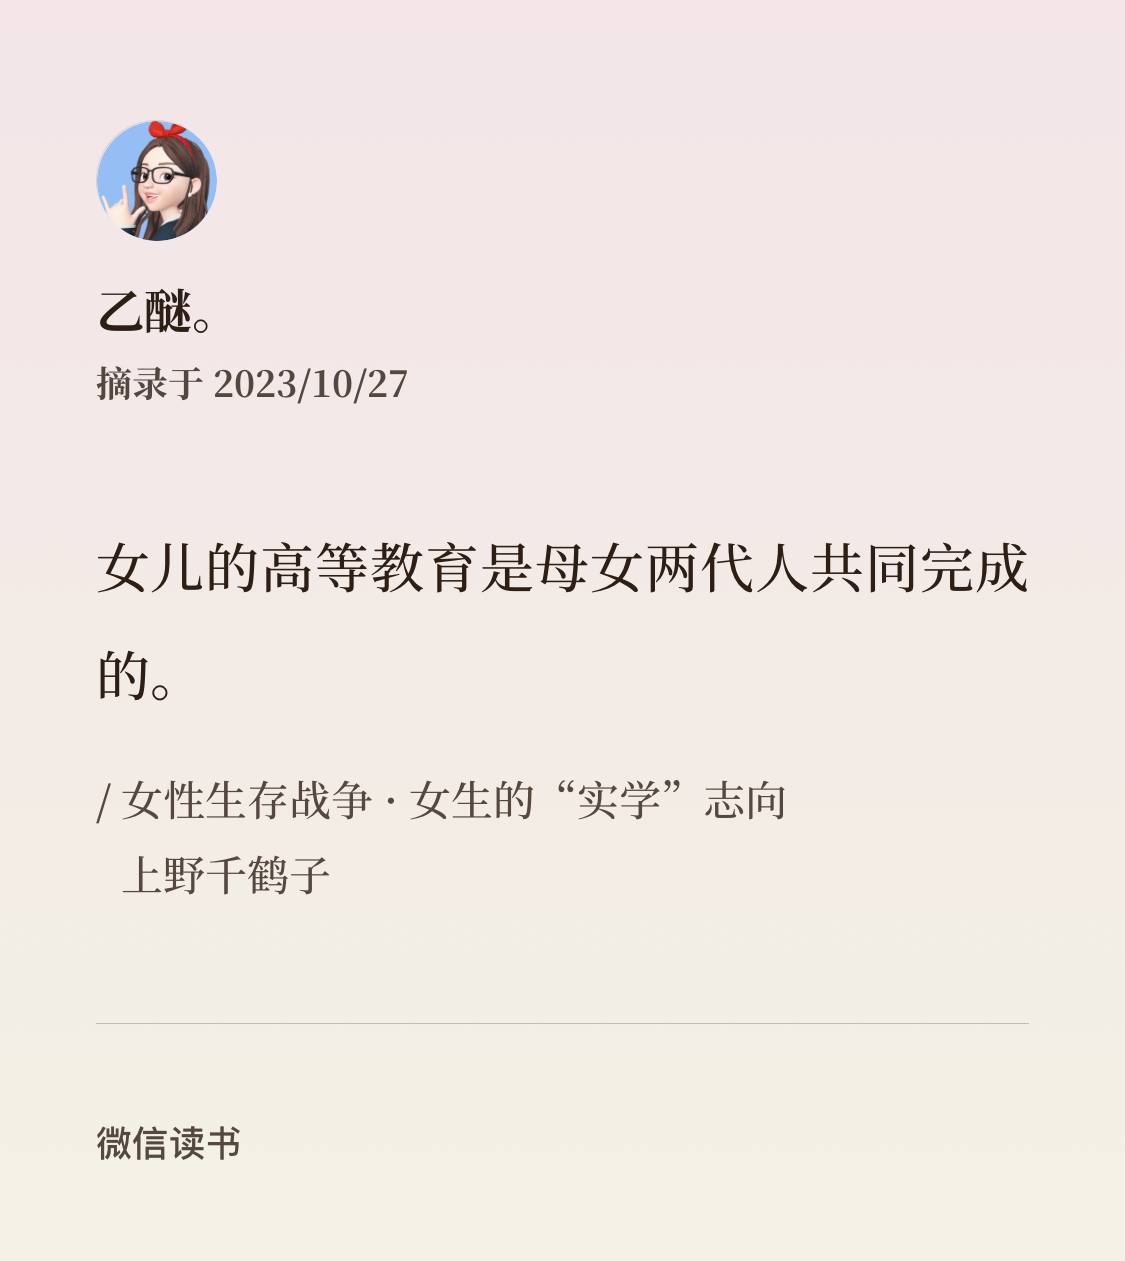 乙醚。
摘录于 2023/10/27
女儿的高等教育是母女两代人共同完成
的。
/ 女性生存战争 · 女生的“实学”志向
上野千鹤子
微信读书